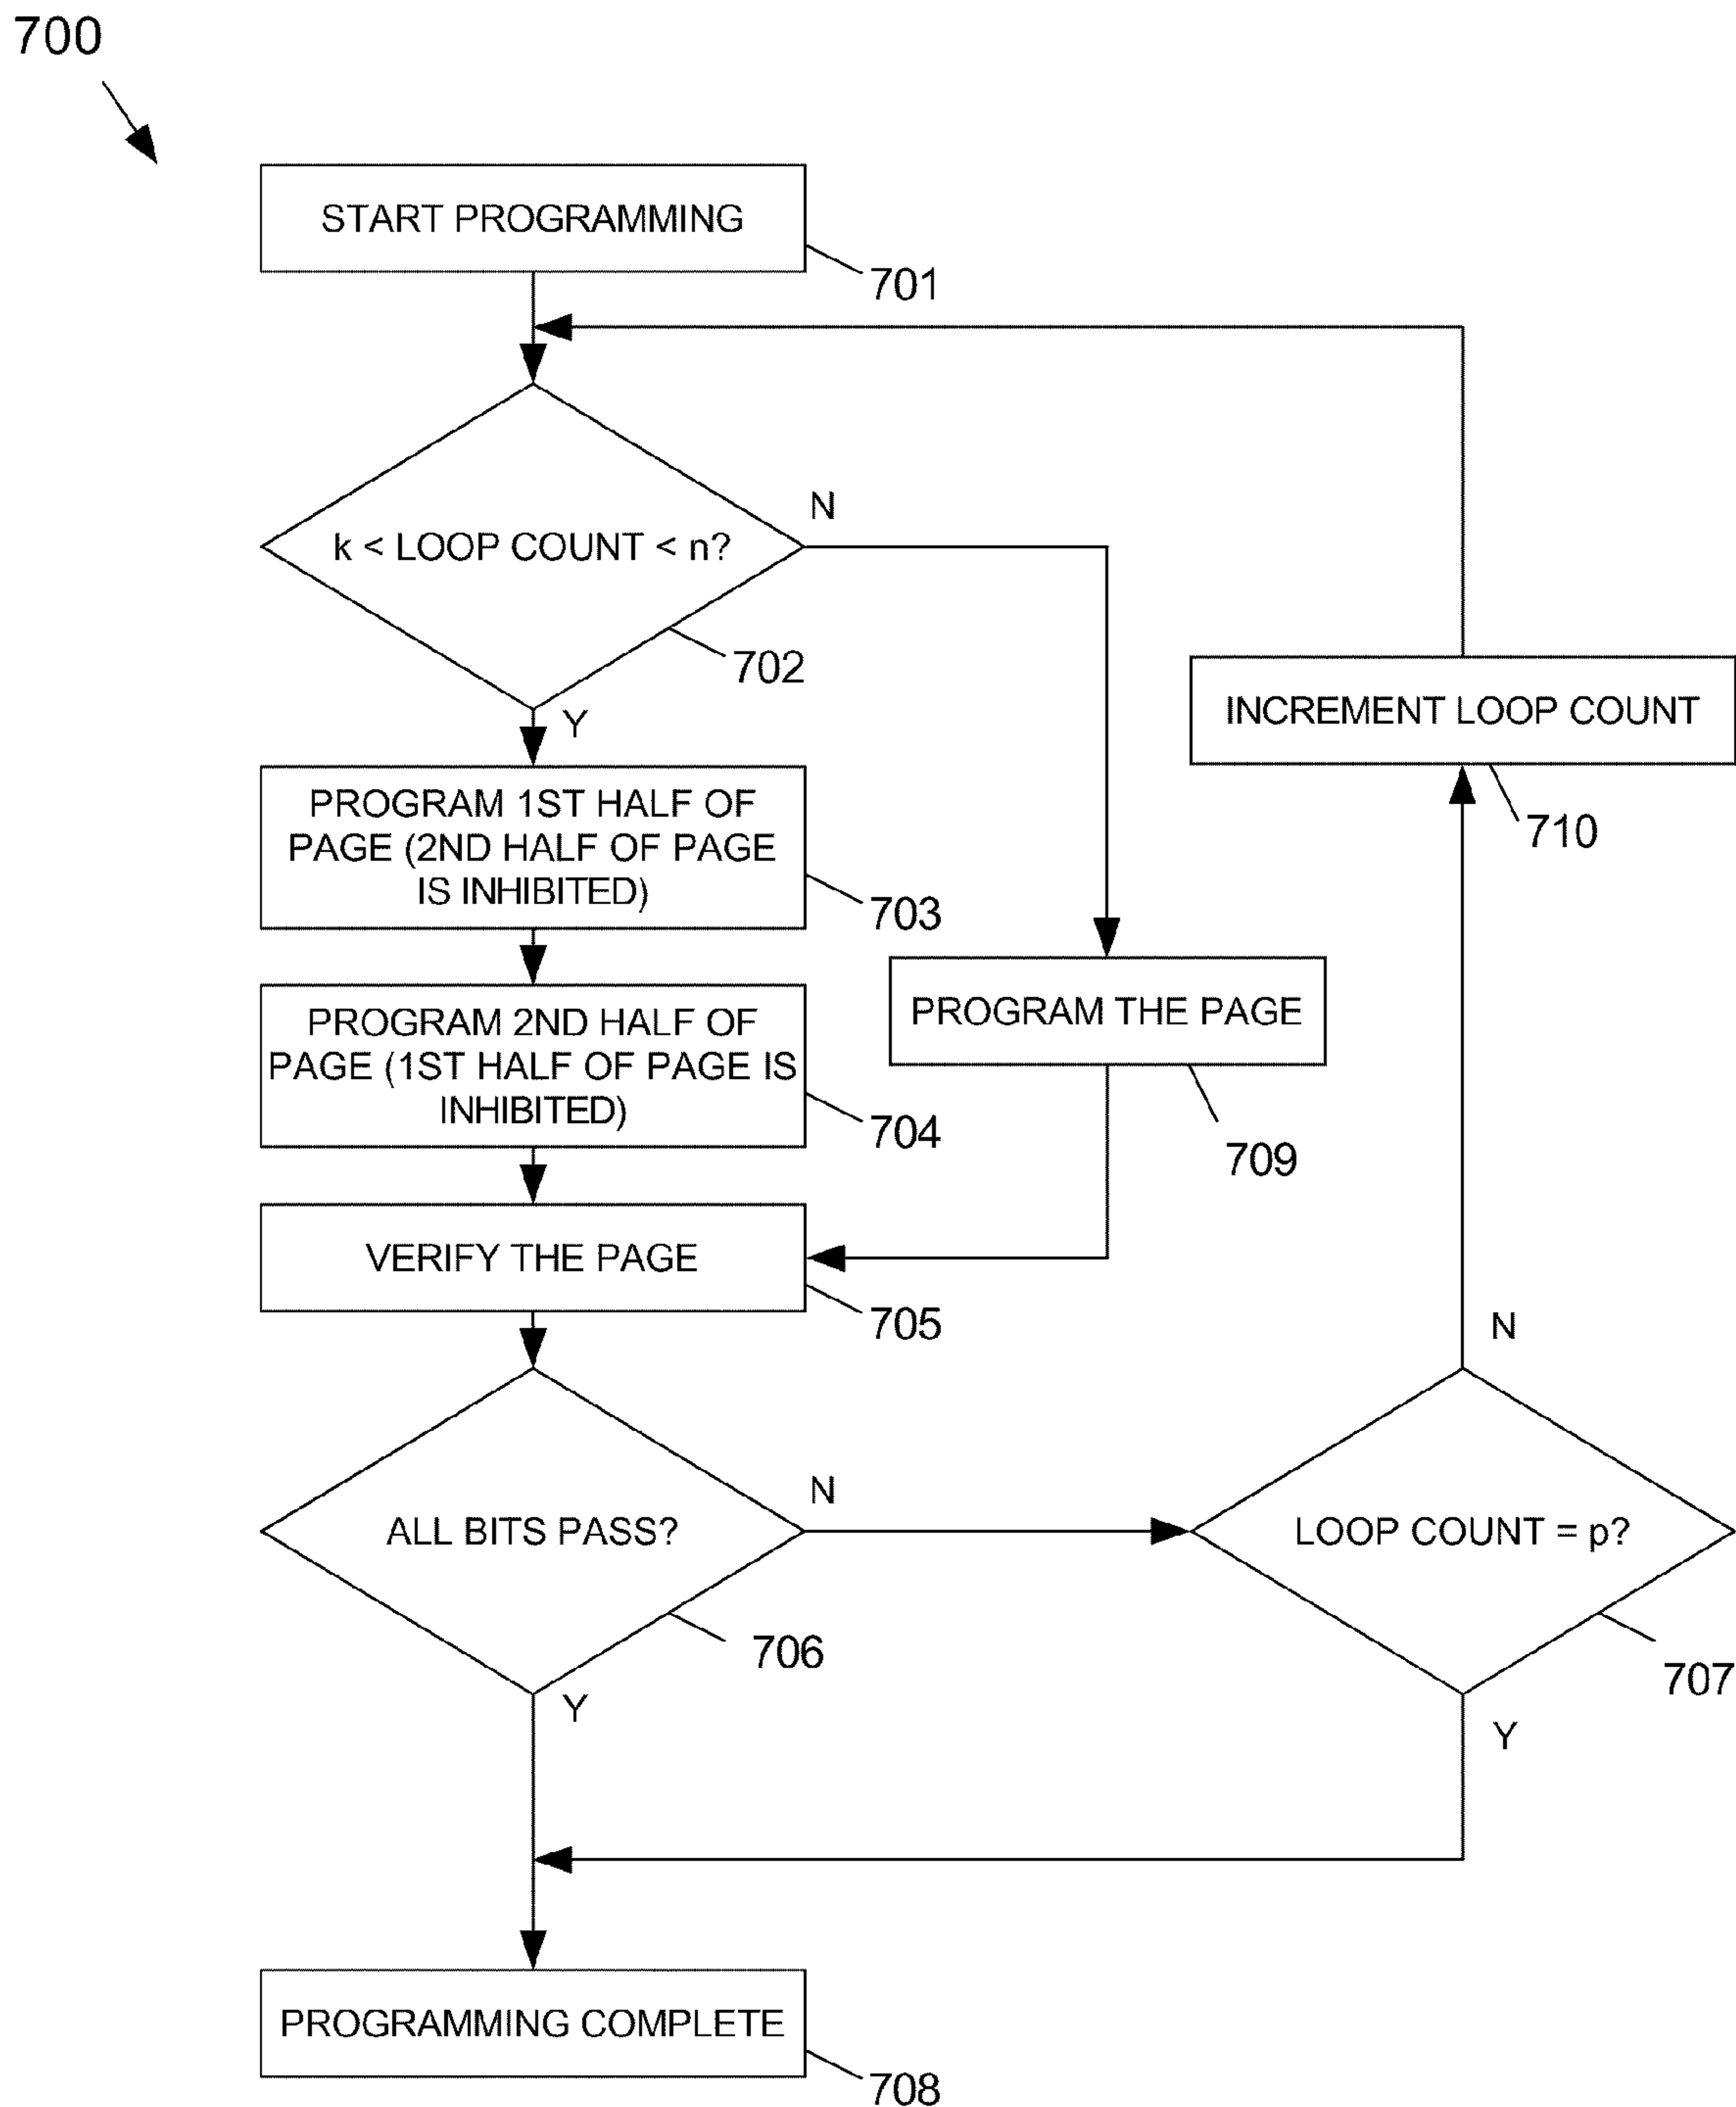 700
START PROGRAMMING
701
k < LOOP COUNT < n?
N
702
Y
INCREMENT LOOP COUNT
710
PROGRAM 1ST HALF OF
PAGE (2ND HALF OF PAGE
IS INHIBITED)
703
PROGRAM THE PAGE
709
PROGRAM 2ND HALF OF
PAGE (1ST HALF OF PAGE IS
INHIBITED)
704
VERIFY THE PAGE
705
ALL BITS PASS?
N
706
Y
LOOP COUNT = p?
N
707
Y
PROGRAMMING COMPLETE
708